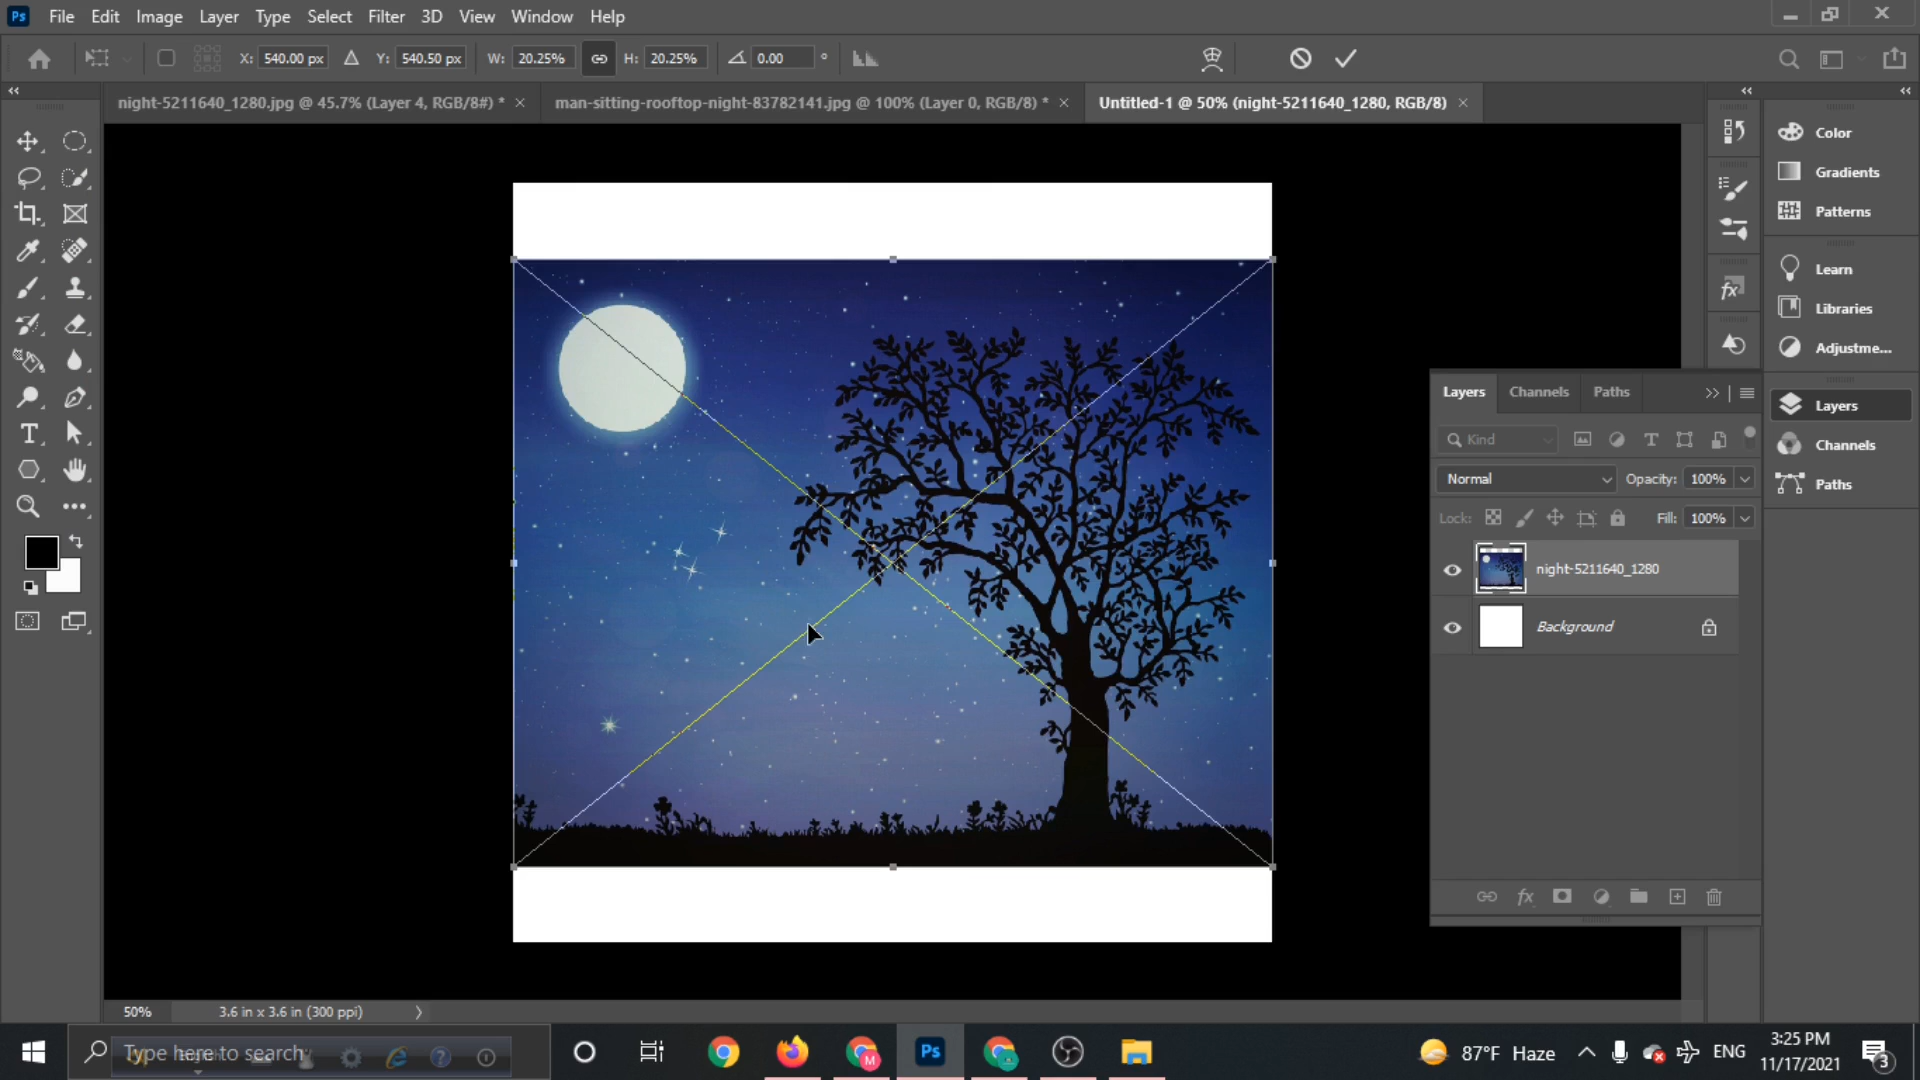 Ps File Edit Image Layer Type Select Filter 3D View Window Help
X: 540.00 px Y: 540.50 px W: 20.25% H: 20.25% 0.00 °
night-5211640_1280.jpg @ 45.7% (Layer 4, RGB/8#) * ×
man-sitting-rooftop-night-83782141.jpg @ 100% (Layer 0, RGB/8) * ×
Untitled-1 @ 50% (night-5211640_1280, RGB/8) ×
Color
Gradients
Patterns
Learn
Libraries
Adjustme...
Layers
Channels
Paths
Layers Channels Paths
Kind
Normal Opacity: 100%
Lock: Fill: 100%
night-5211640_1280
Background
fx
50% 3.6 in x 3.6 in (300 ppi)
Type here to search
Ps
87°F Haze
ENG
3:25 PM
11/17/2021
3